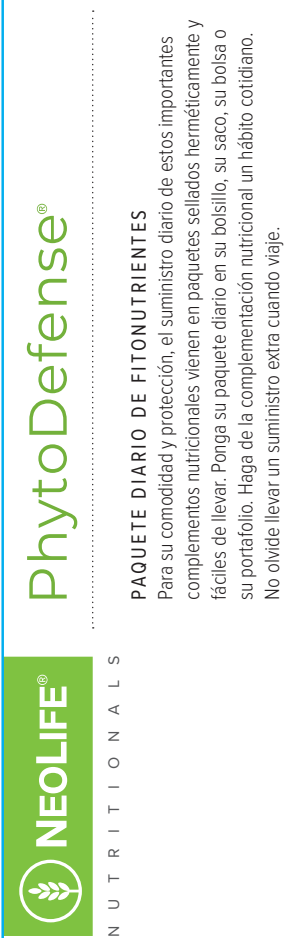 NEOLIFE®
NUTRITIONALS
PhytoDefense®
PAQUETE DIARIO DE FITONUTRIENTES
Para su comodidad y protección, el suministro diario de estos importantes
complementos nutricionales vienen en paquetes sellados herméticamente y
fáciles de llevar. Ponga su paquete diario en su bolsillo, su saco, su bolsa o
su portafolio. Haga de la complementación nutricional un hábito cotidiano.
No olvide llevar un suministro extra cuando viaje.